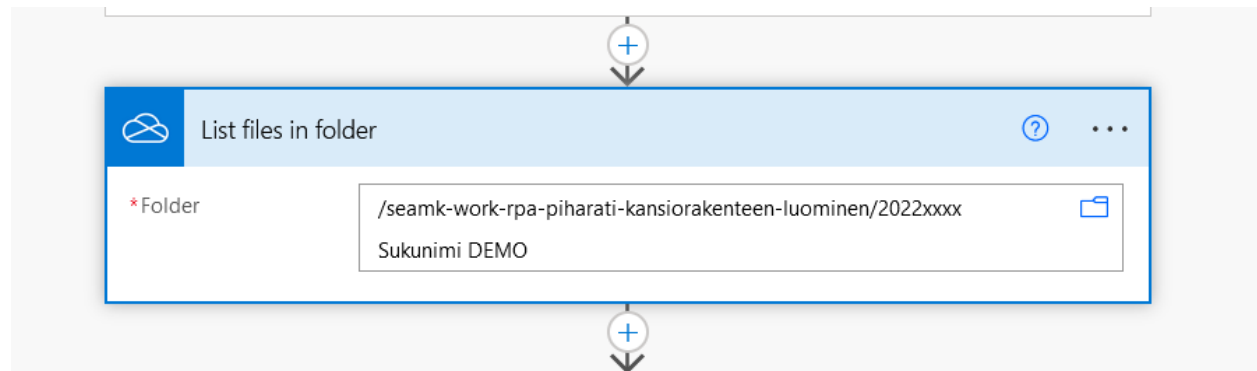 List files in folder
*Folder
/seamk-work-rpa-piharati-kansiorakenteen-luominen/2022xxxx
Sukunimi DEMO